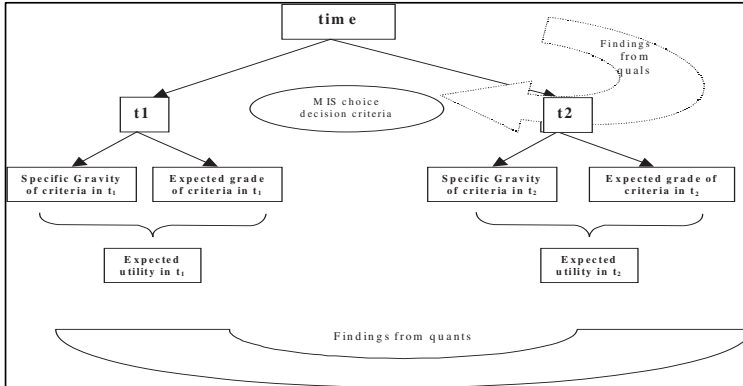 time
Findings
from
quals
MIS choice
decision criteria
t1
t2
Specific Gravity
of criteria in t₁
Expected grade
of criteria in t₁
Specific Gravity
of criteria in t₂
Expected grade of
criteria in t₂
Expected
utility in t₁
Expected
utility in t₂
Findings from quants